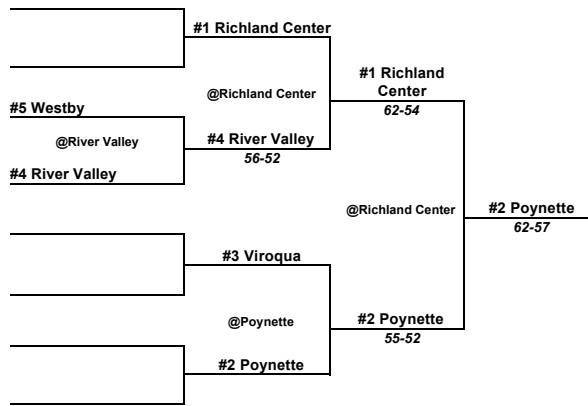 #1 Richland Center
@Richland Center
#1 Richland
Center
62-54
#5 Westby
@River Valley
#4 River Valley
56-52
#4 River Valley
@Richland Center
#2 Poynette
62-57
#3 Viroqua
@Poynette
#2 Poynette
55-52
#2 Poynette